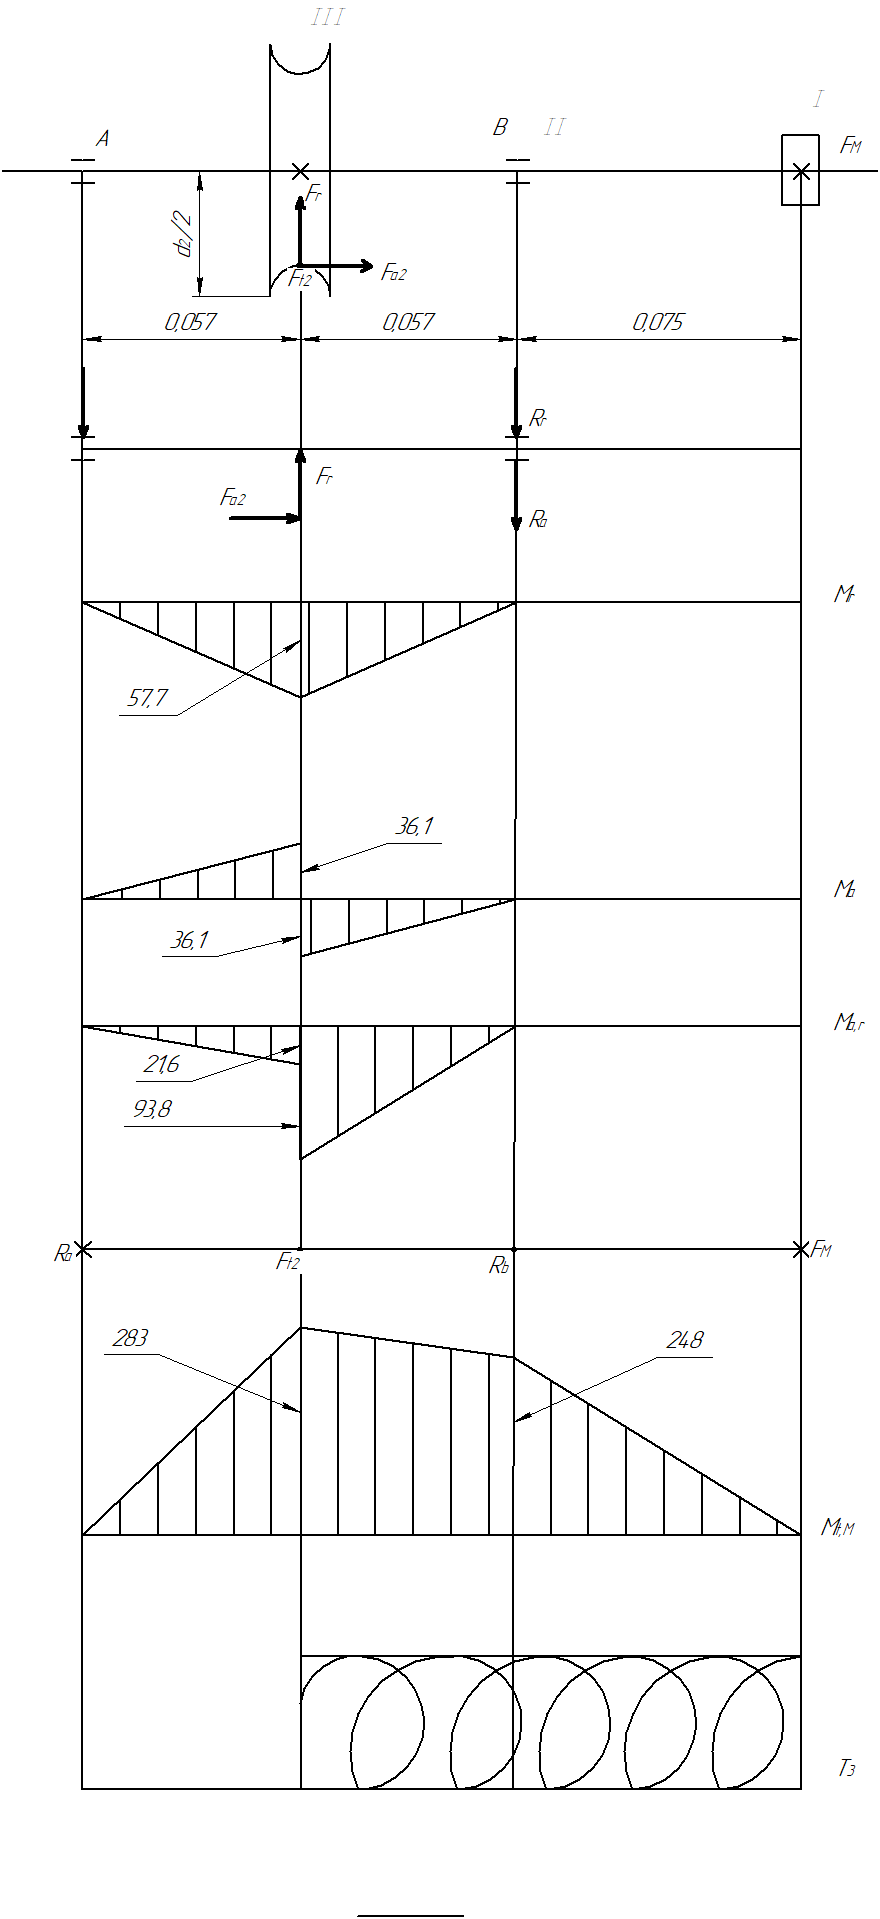 III
I
A
B
II
FM
Fr
d2/2
Ft2
Fa2
0,057
0,057
0,075
Rr
Fr
Fa2
Ra
Mr
57,7
36,1
Ma
36,1
Ma,r
21,6
93,8
Ra
Ft2
Rb
FM
283
248
Mt,M
T3